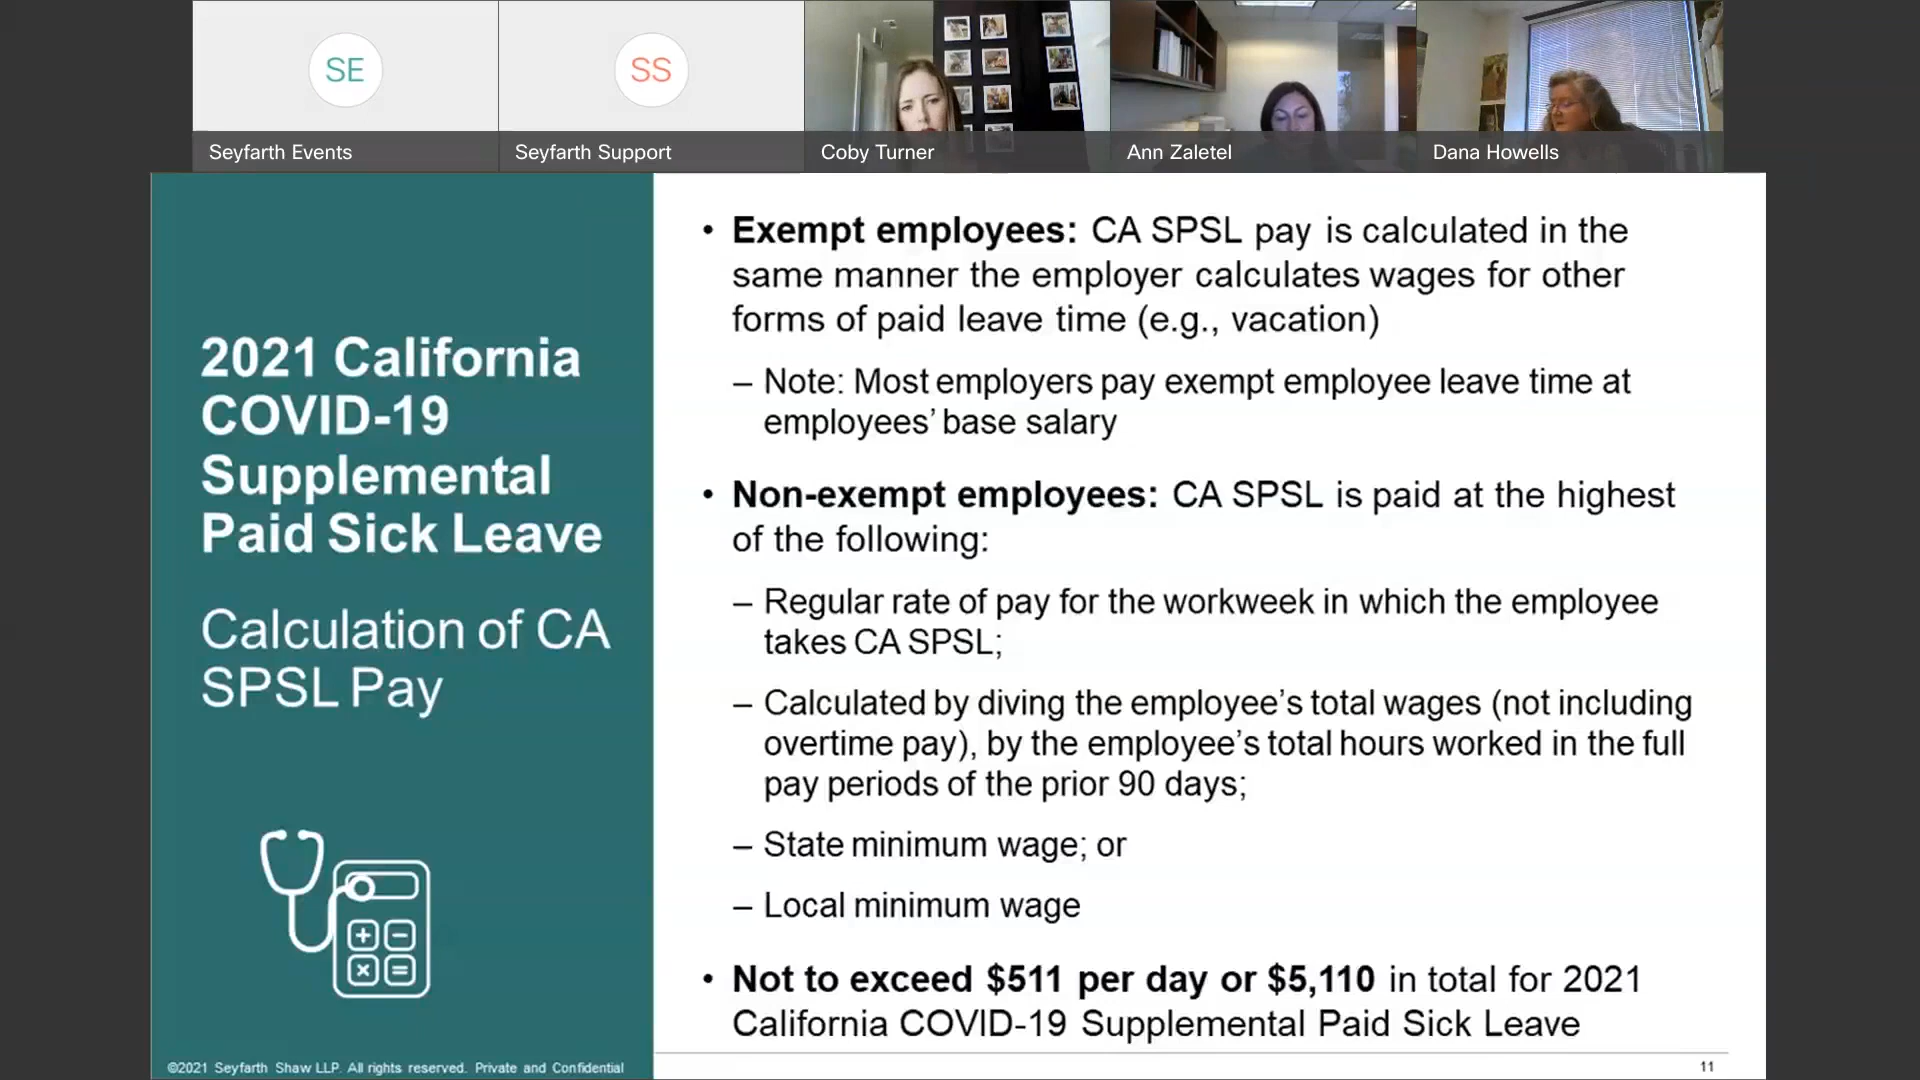 SE
SS
Seyfarth Events
Seyfarth Support
Coby Turner
Ann Zaletel
Dana Howells
2021 California
COVID-19
Supplemental
Paid Sick Leave
Calculation of CA
SPSL Pay
©2021 Seyfarth Shaw LLP. All rights reserved. Private and Confidential
• Exempt employees: CA SPSL pay is calculated in the
same manner the employer calculates wages for other
forms of paid leave time (e.g., vacation)
– Note: Most employers pay exempt employee leave time at
employees’ base salary
• Non-exempt employees: CA SPSL is paid at the highest
of the following:
– Regular rate of pay for the workweek in which the employee
takes CA SPSL;
– Calculated by diving the employee’s total wages (not including
overtime pay), by the employee’s total hours worked in the full
pay periods of the prior 90 days;
– State minimum wage; or
– Local minimum wage
• Not to exceed $511 per day or $5,110 in total for 2021
California COVID-19 Supplemental Paid Sick Leave
11